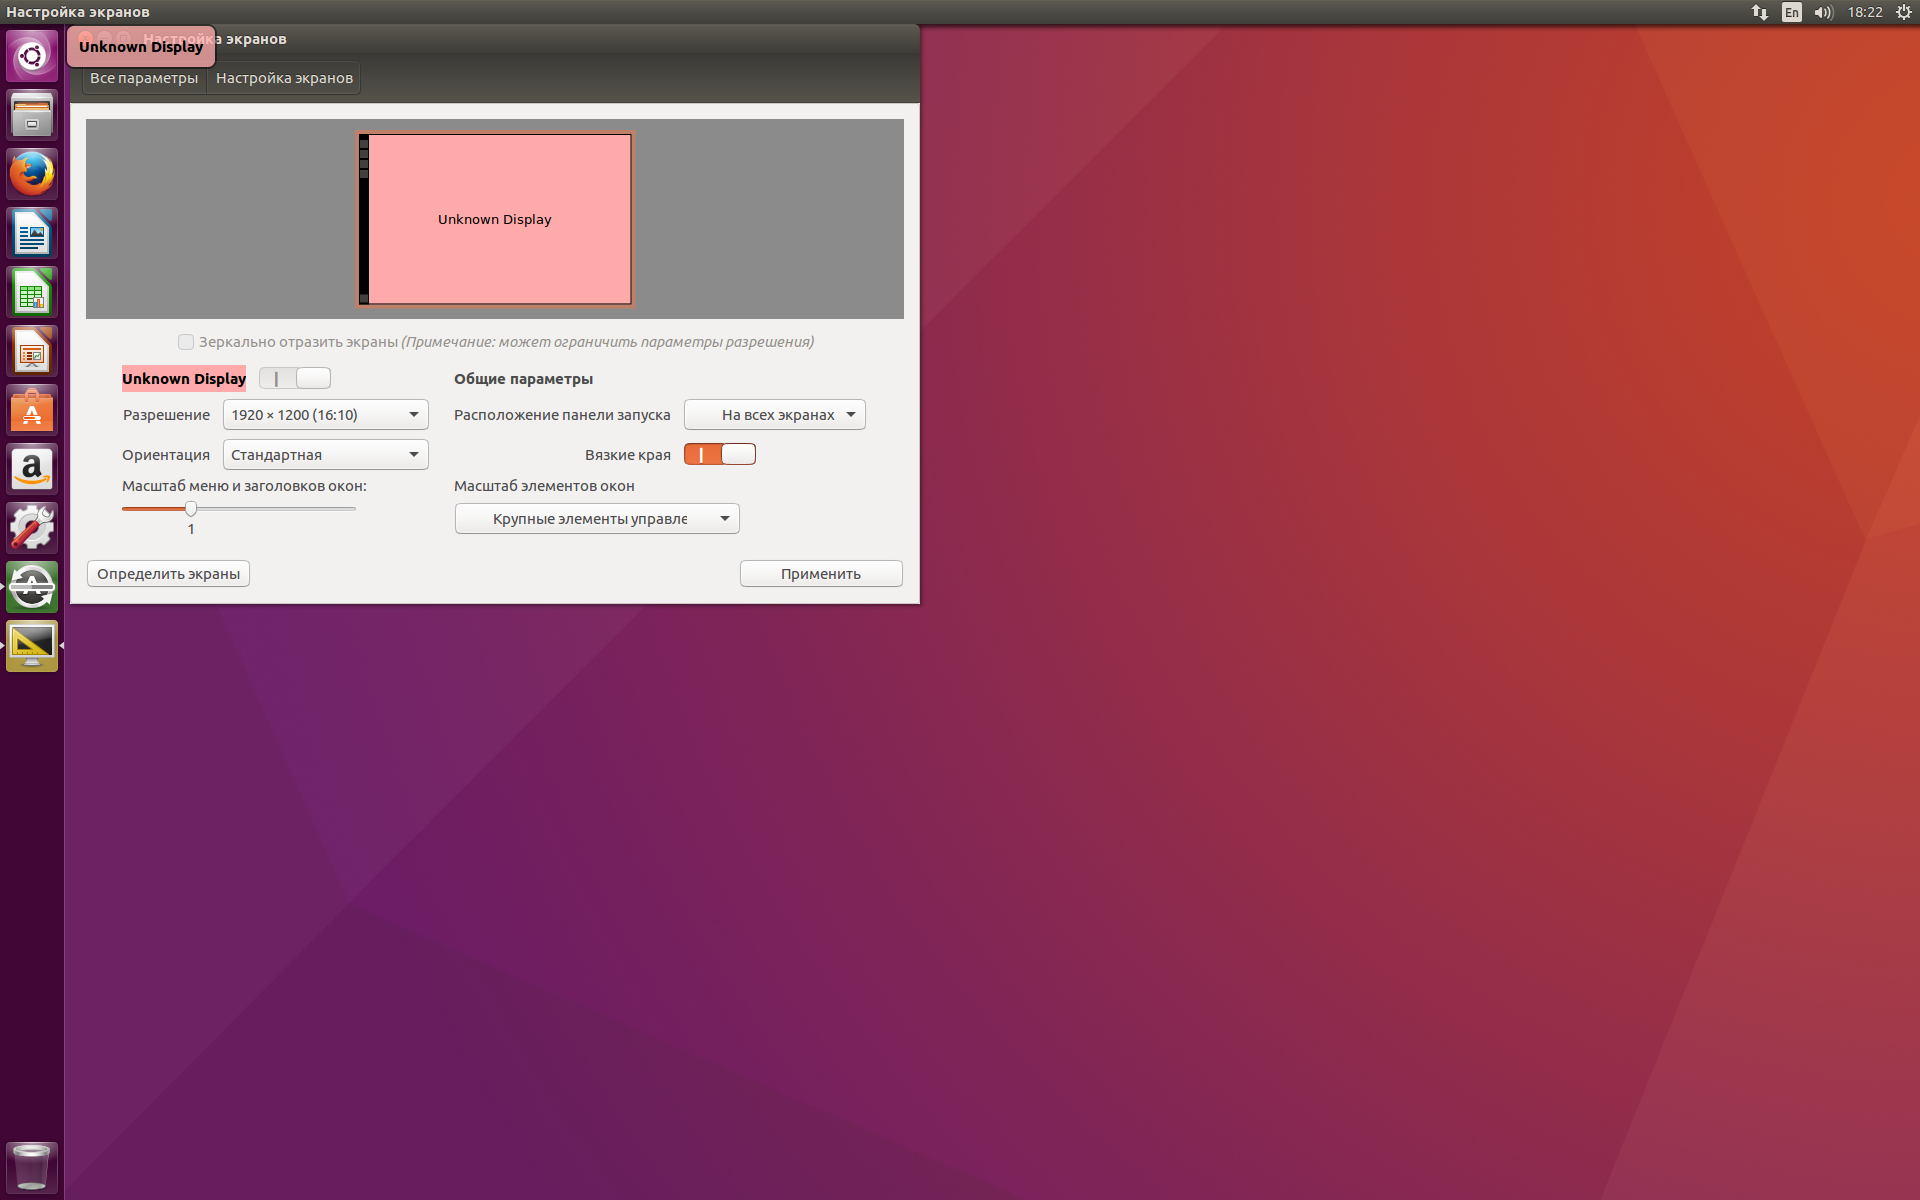 Настройка экранов
En
18:22
Unknown Display
Настройка экранов
Все параметры
Настройка экранов
Unknown Display
Зеркально отразить экраны (Примечание: может ограничить параметры разрешения)
Unknown Display
Общие параметры
Разрешение
1920 × 1200 (16:10)
Расположение панели запуска
На всех экранах
Ориентация
Стандартная
Вязкие края
Масштаб меню и заголовков окон:
Масштаб элементов окон
1
Крупные элементы управле
Определить экраны
Применить